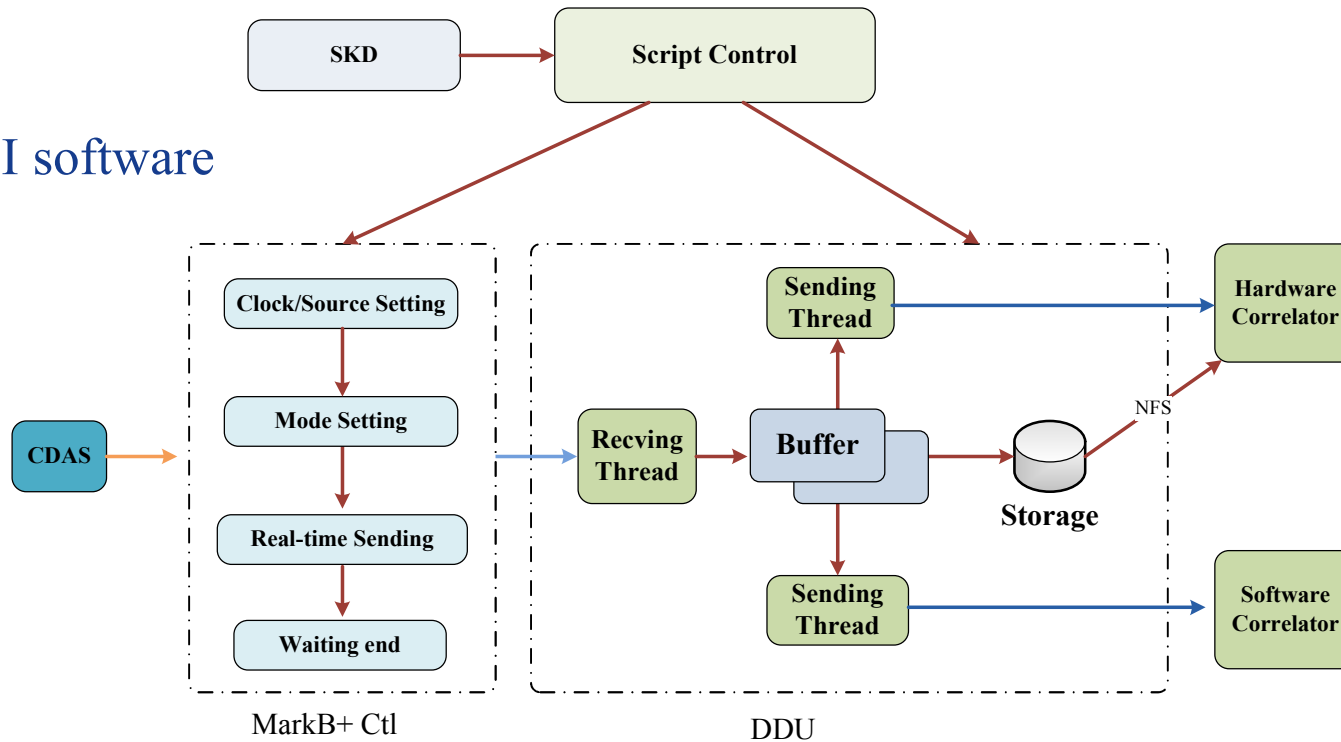 SKD
Script Control
I software
Clock/Source Setting
Mode Setting
Real-time Sending
Waiting end
CDAS
MarkB+ Ctl
Recving
Thread
Buffer
Sending
Thread
Sending
Thread
Storage
NFS
DDU
Hardware
Correlator
Software
Correlator